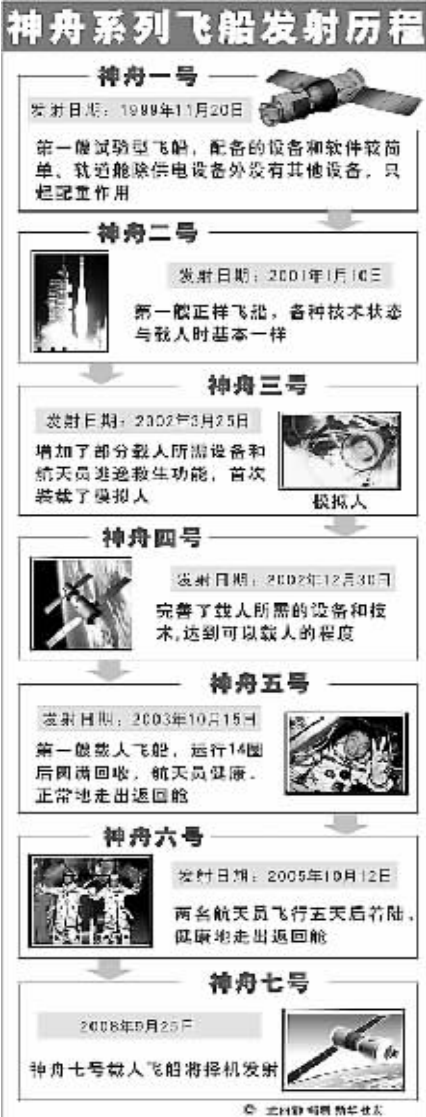 神舟系列飞船发射历程
神舟一号
发射日期：1999年11月20日
第一艘试验型飞船，配备的设备和软件较简
单、轨道舱除供电设备外没有其他设备，只
起配重作用
神舟二号
发射日期：2001年1月10日
第一艘正样飞船，各种技术状态
与载人时基本一样
神舟三号
发射日期：2002年3月25日
增加了部分载人所需设备和
航天员逃逸救生功能，首次
装载了模拟人
模拟人
神舟四号
发射日期：2002年12月30日
完善了载人所需的设备和技
术,达到可以载人的程度
神舟五号
发射日期：2003年10月15日
第一艘载人飞船，运行14圈
后圆满回收，航天员健康、
正常地走出返回舱
神舟六号
发射日期：2005年10月12日
两名航天员飞行五天后着陆，
健康地走出返回舱
神舟七号
2008年9月25日
神舟七号载人飞船将择机发射
新华社发